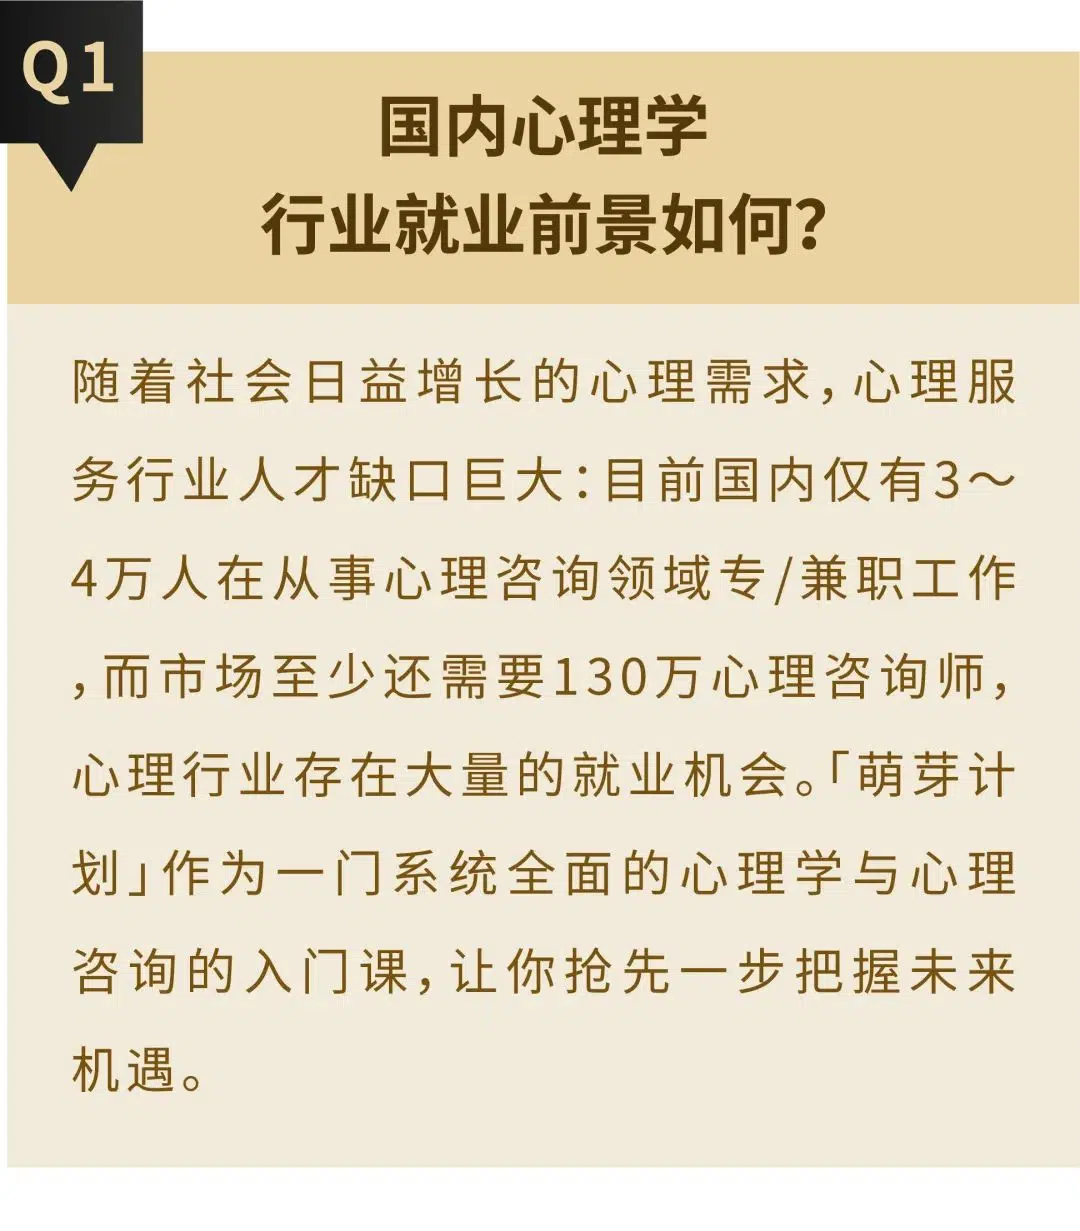 Q1
国内心理学
行业就业前景如何？
随着社会日益增长的心理需求，心理服
务行业人才缺口巨大：目前国内仅有3～
4万人在从事心理咨询领域专/兼职工作
，而市场至少还需要130万心理咨询师，
心理行业存在大量的就业机会。「萌芽计
划」作为一门系统全面的心理学与心理
咨询的入门课，让你抢先一步把握未来
机遇。